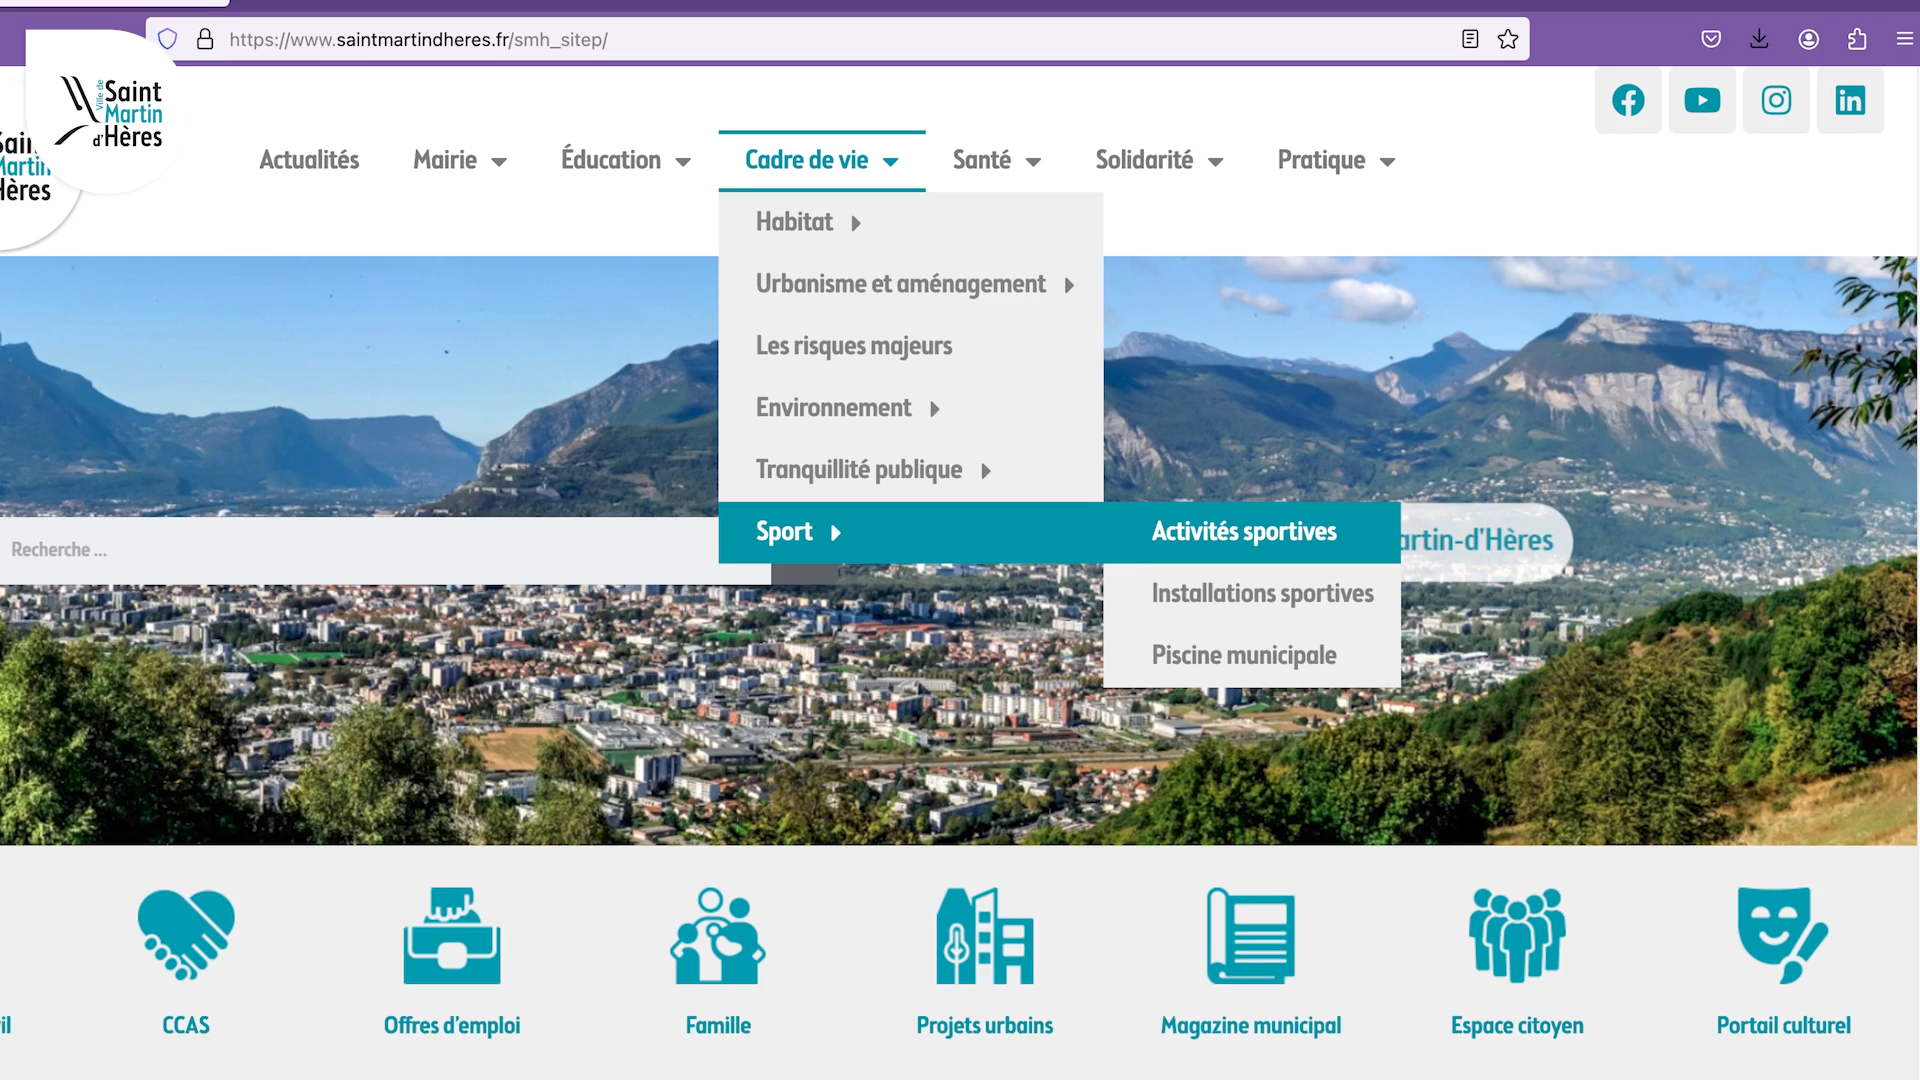 https://www.saintmartindheres.fr/smh_sitep/
Ville de
Saint
Martin
d'Hères
Martin
Hères
Actualités
Mairie
Éducation
Cadre de vie
Santé
Solidarité
Pratique
Habitat
Urbanisme et aménagement
Les risques majeurs
Environnement
Tranquillité publique
Sport
Activités sportives
Installations sportives
Piscine municipale
Recherche ...
artin-d'Hères
CCAS
Offres d'emploi
Famille
Projets urbains
Magazine municipal
Espace citoyen
Portail culturel